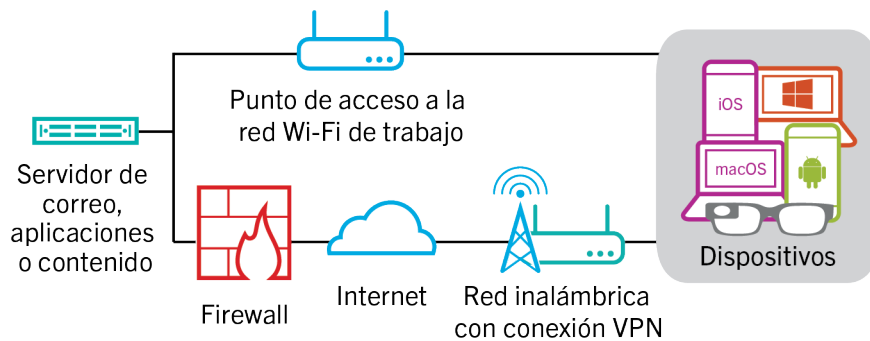 Punto de acceso a la
red Wi-Fi de trabajo
iOS
macOS
Servidor de
correo,
aplicaciones
o contenido
Firewall
Internet
Red inalámbrica
con conexión VPN
Dispositivos